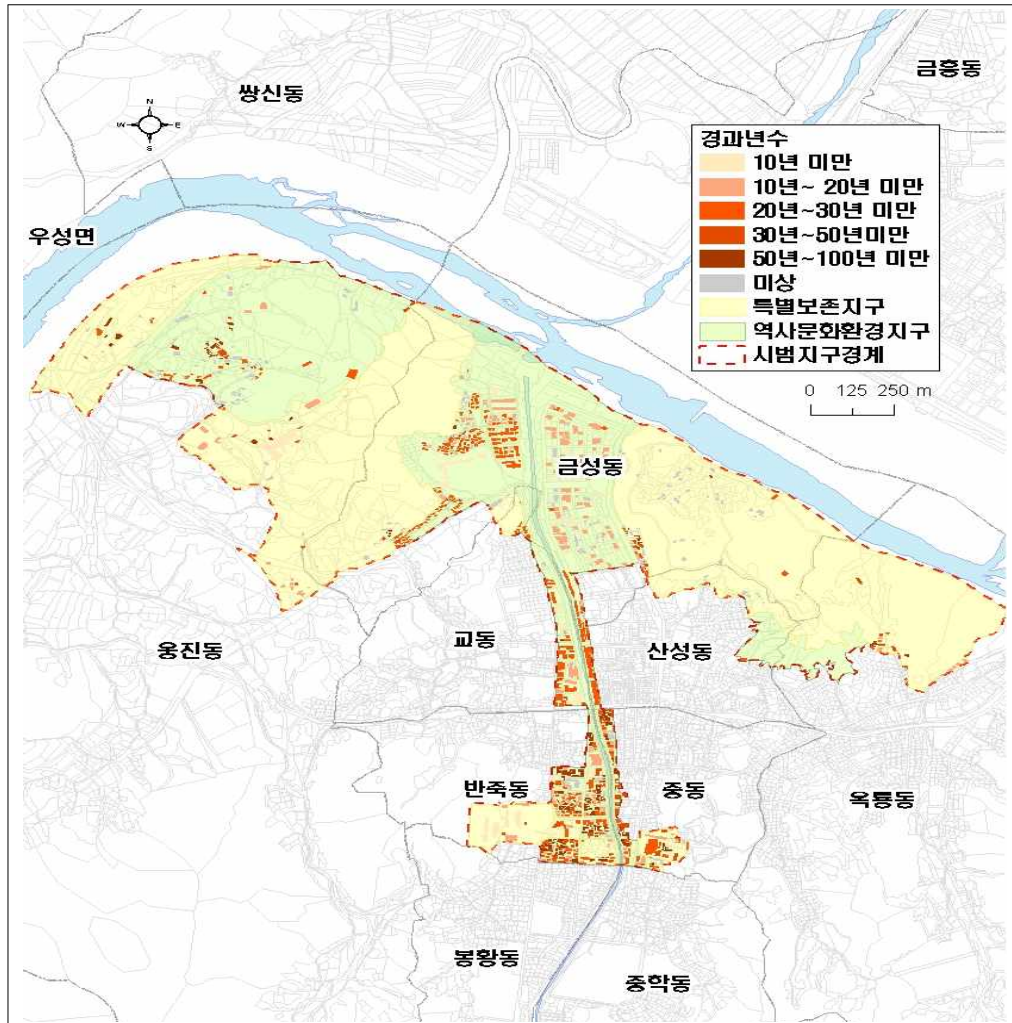 금흥동
쌍신동
N
W E
S
경과년수
10년 미만
10년~ 20년 미만
20년~30년 미만
30년~50년미만
50년~100년 미만
미상
특별보존지구
역사문화환경지구
시범지구경계
우성면
0 125 250 m
금성동
교동
산성동
웅진동
반죽동
중동
옥룡동
봉황동
중학동